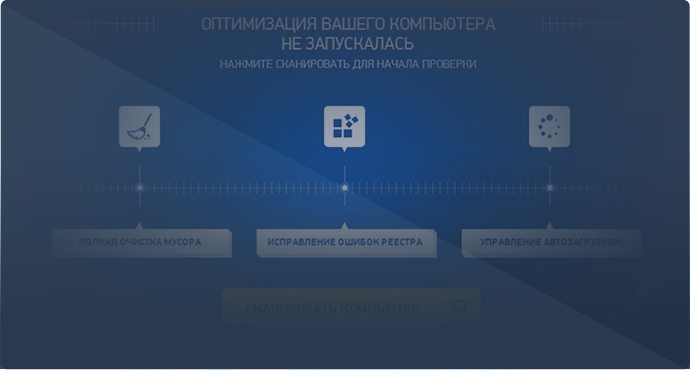 ОПТИМИЗАЦИЯ ВАШЕГО КОМПЬЮТЕРА
НЕ ЗАПУСКАЛАСЬ
НАЖМИТЕ СКАНИРОВАТЬ ДЛЯ НАЧАЛА ПРОВЕРКИ
ПОЛНАЯ ОЧИСТКА МУСОРА
ИСПРАВЛЕНИЕ ОШИБОК РЕЕСТРА
УПРАВЛЕНИЕ АВТОЗАГРУЗКОЙ
СКАНИРОВАТЬ КОМПЬЮТЕР